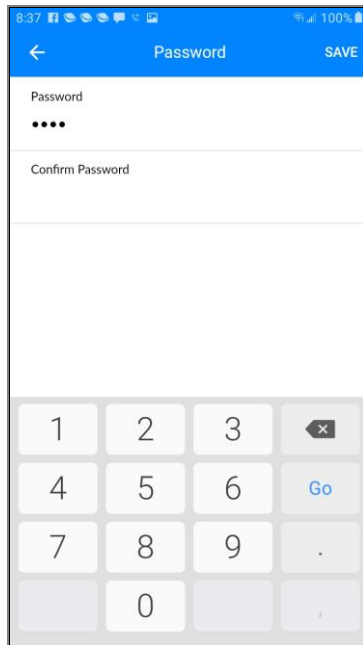 8:37 100%
Password SAVE
Password
••••
Confirm Password
1 2 3
4 5 6 Go
7 8 9 .
0 ,